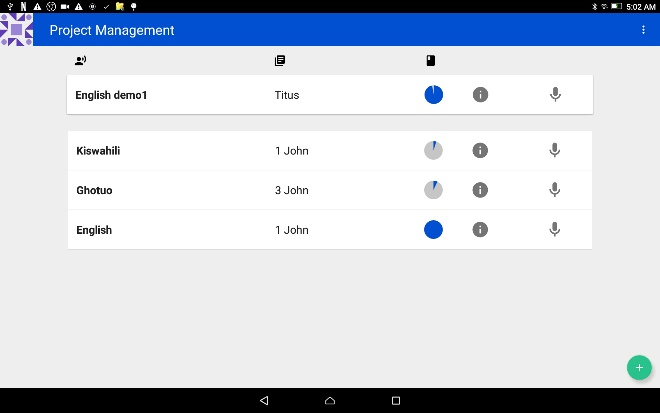 5:02 AM
Project Management
English demo1 Titus
Kiswahili 1 John
Ghotuo 3 John
English 1 John